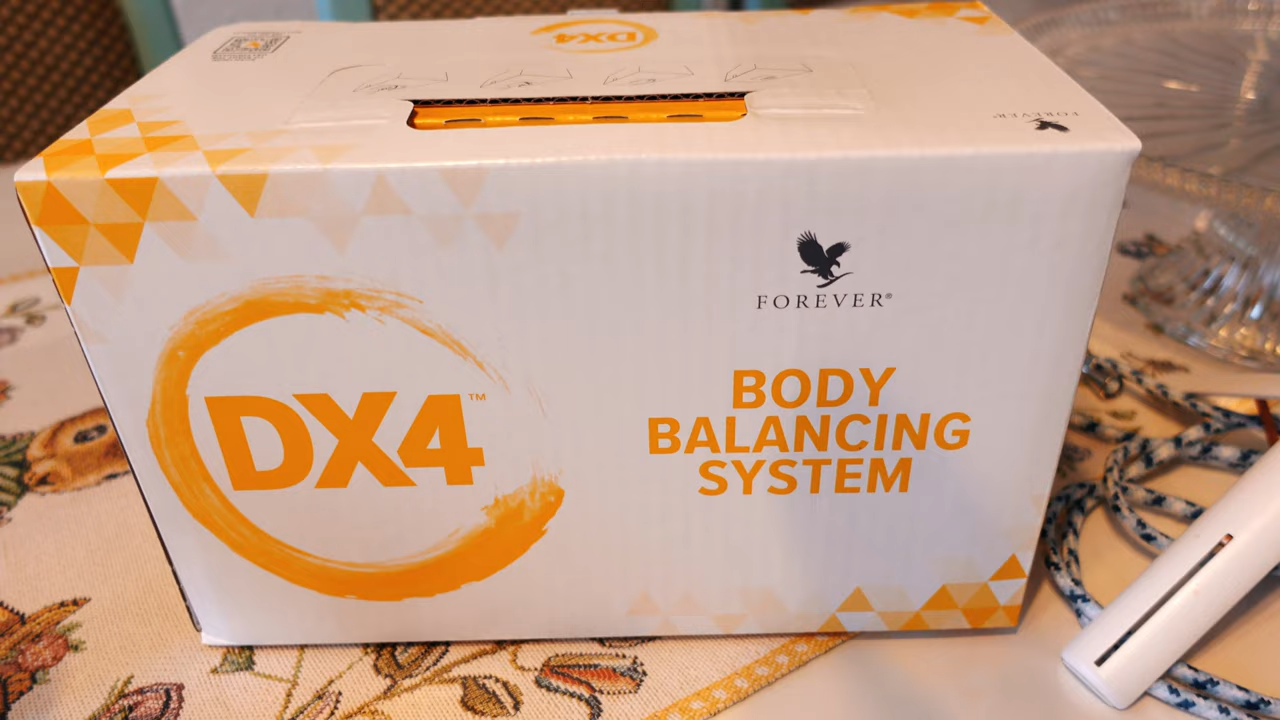 DX4
FOREVER
FOREVER®
DX4™
BODY
BALANCING
SYSTEM